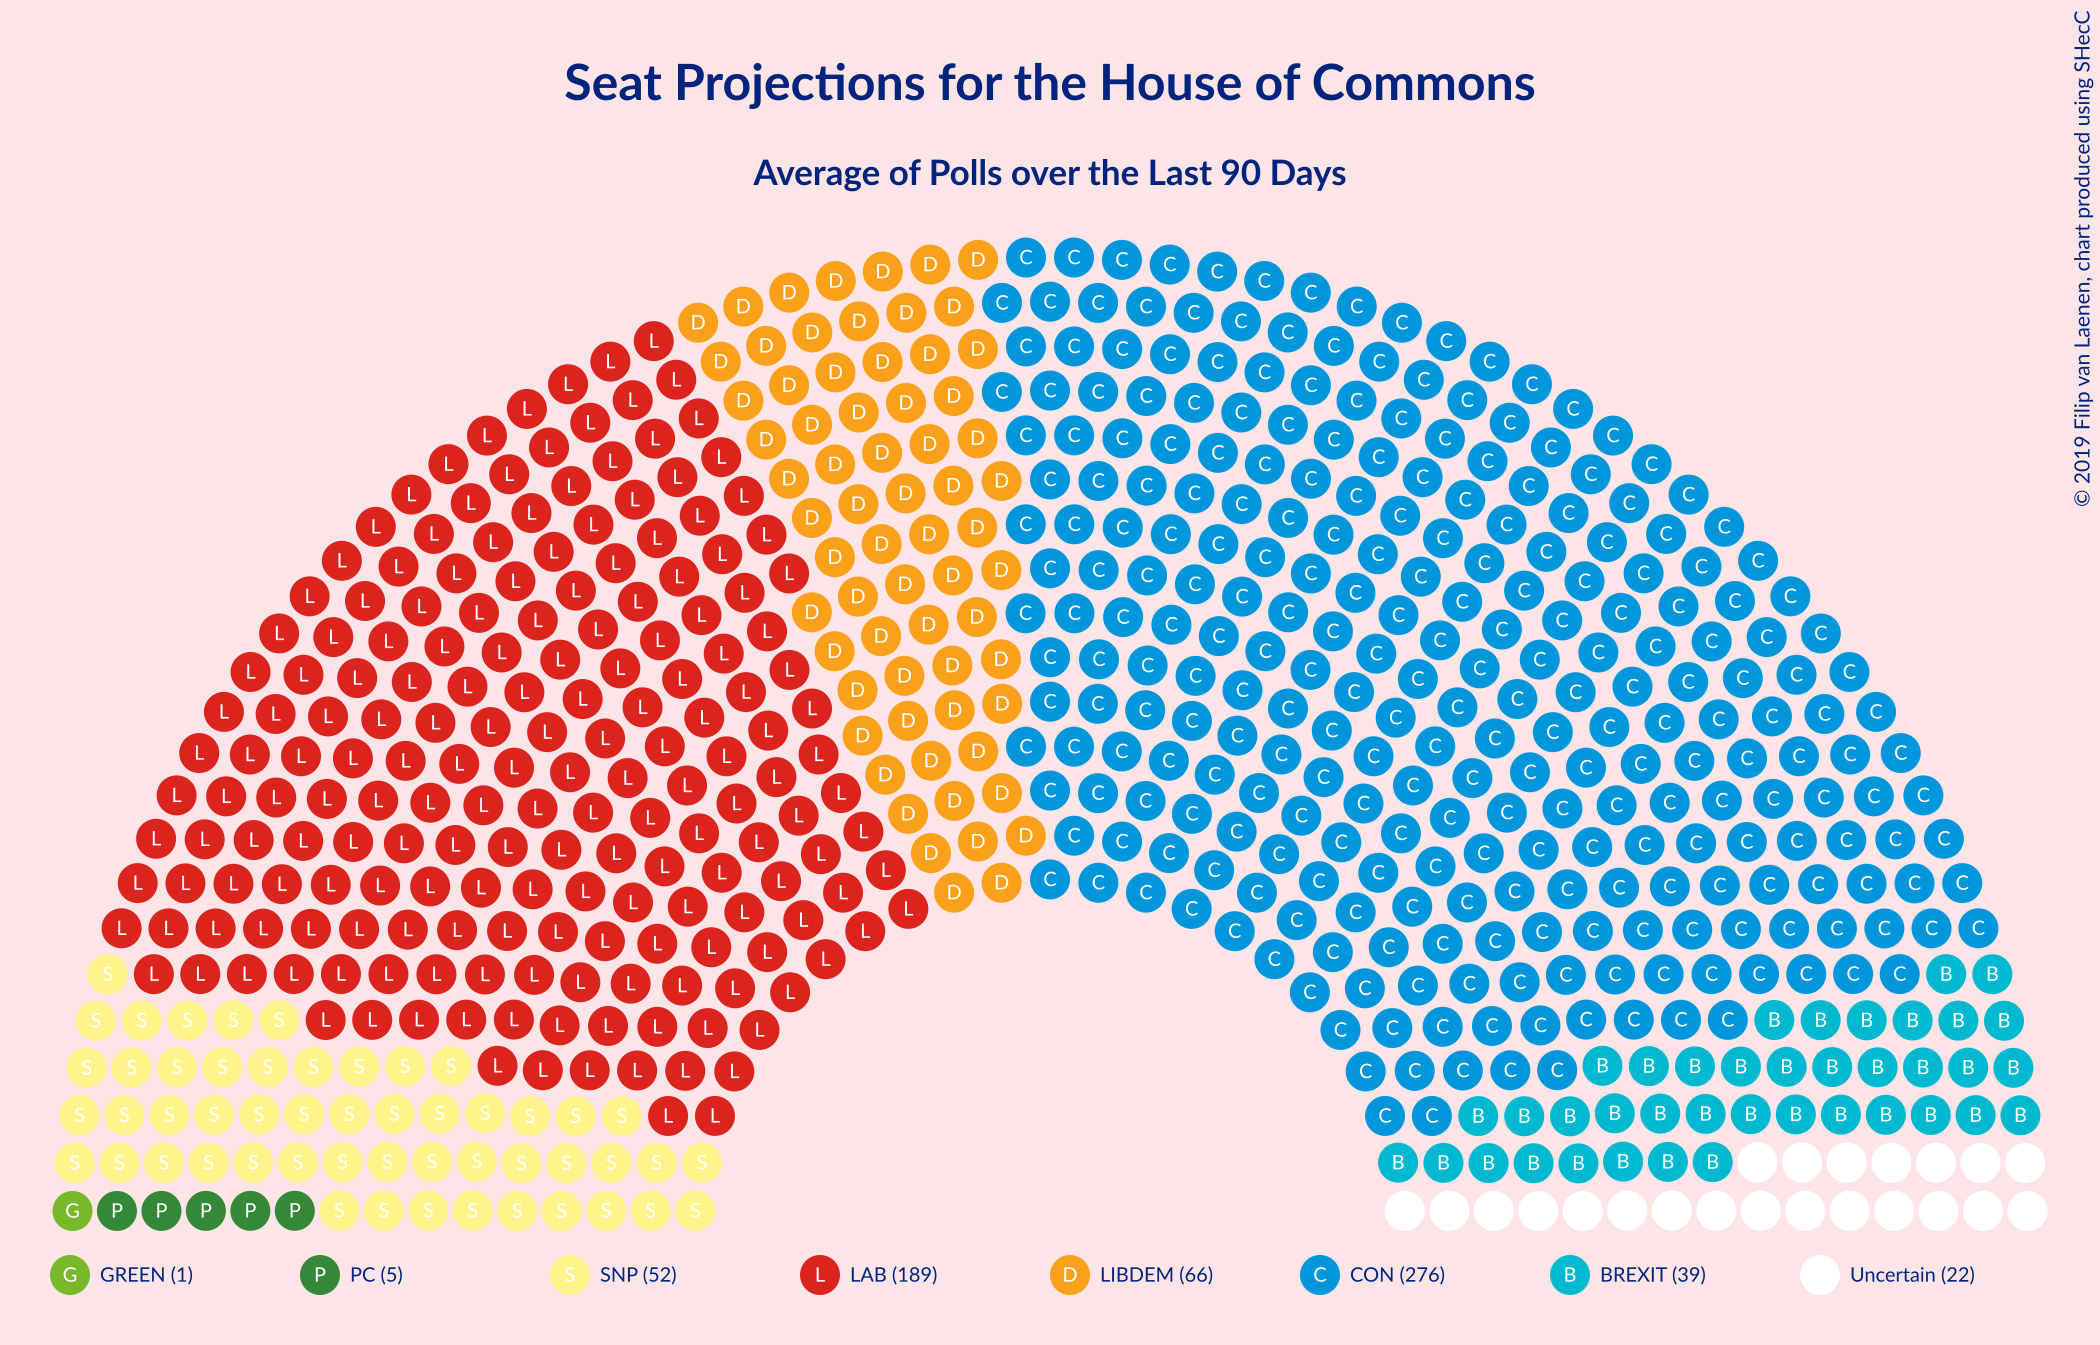 Seat Projections for the House of Commons
Average of Polls over the Last 90 Days
© 2019 Filip van Laenen, chart produced using SHecC
G GREEN (1)
P PC (5)
S SNP (52)
L LAB (189)
D LIBDEM (66)
C CON (276)
B BREXIT (39)
Uncertain (22)